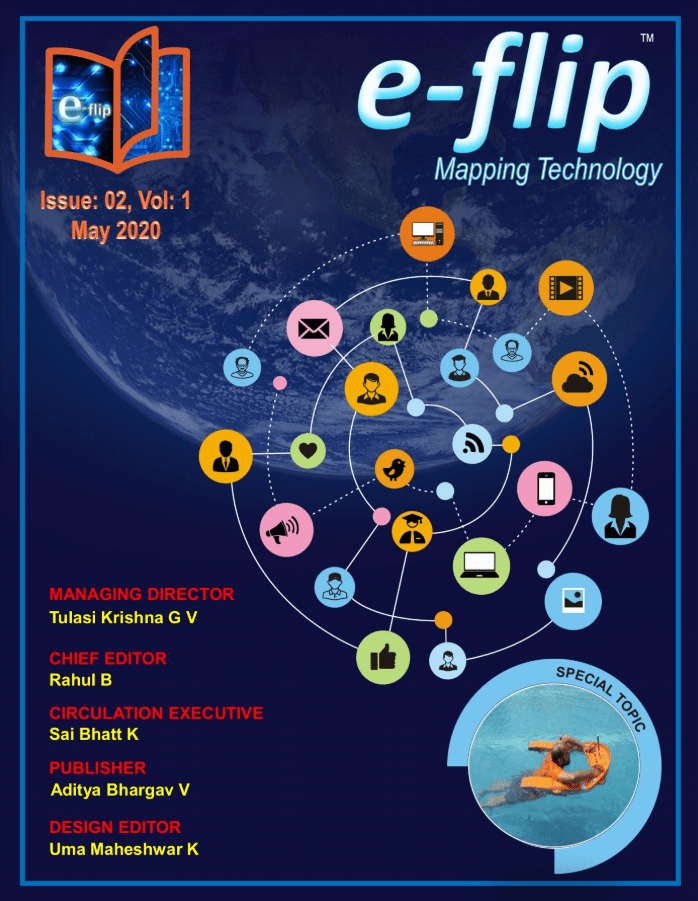 e-flip
e-flip
TM
Mapping Technology
Issue: 02, Vol: 1
May 2020
MANAGING DIRECTOR
Tulasi Krishna G V
CHIEF EDITOR
Rahul B
CIRCULATION EXECUTIVE
Sai Bhatt K
PUBLISHER
Aditya Bhargav V
DESIGN EDITOR
Uma Maheshwar K
SPECIAL TOPIC